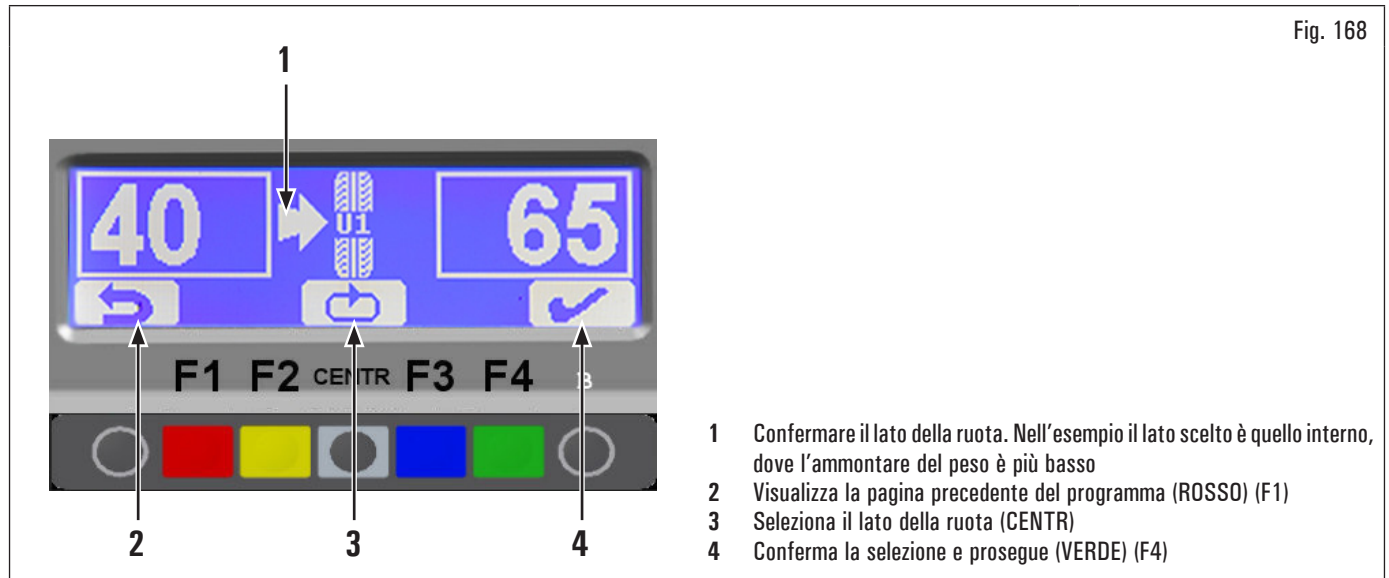 Fig. 168
1
40
U1
65
F1 F2 CENTR F3 F4 B
2 3 4
1 Confermare il lato della ruota. Nell’esempio il lato scelto è quello interno,
dove l’ammontare del peso è più basso
2 Visualizza la pagina precedente del programma (ROSSO) (F1)
3 Seleziona il lato della ruota (CENTR)
4 Conferma la selezione e prosegue (VERDE) (F4)